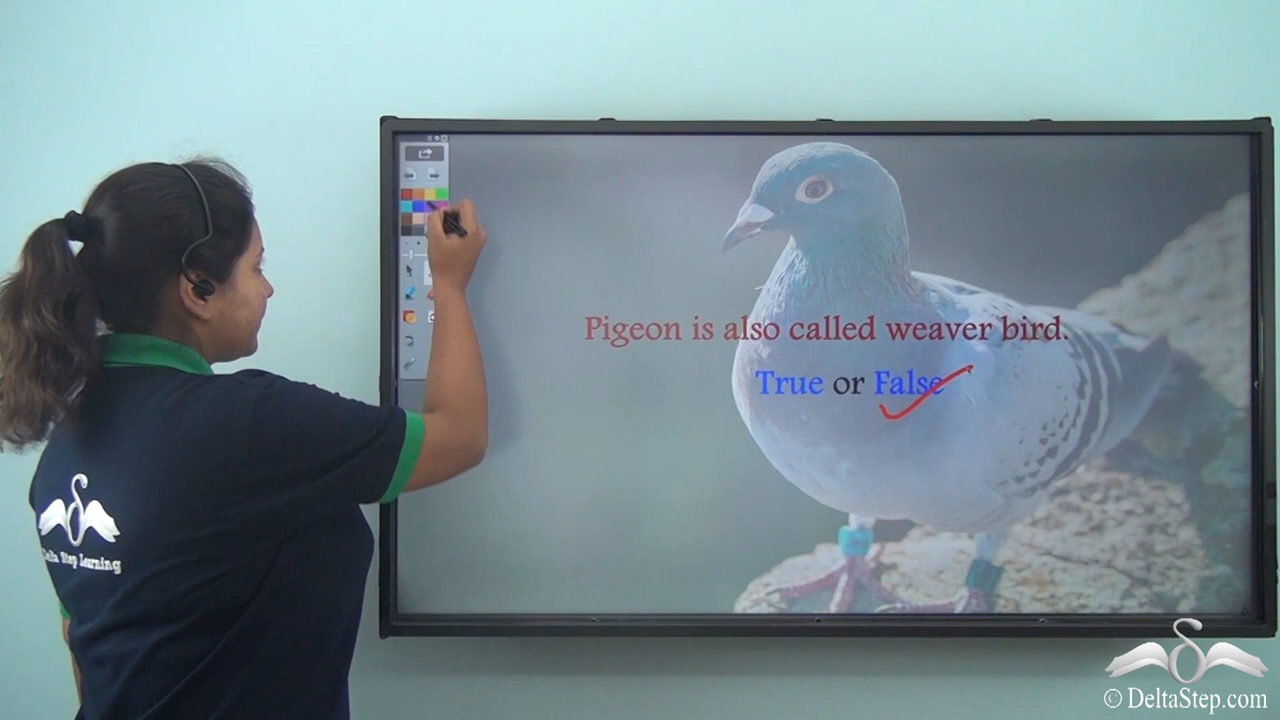 Pigeon is also called weaver bird.
True or False
Delta Step Learning
© DeltaStep.com